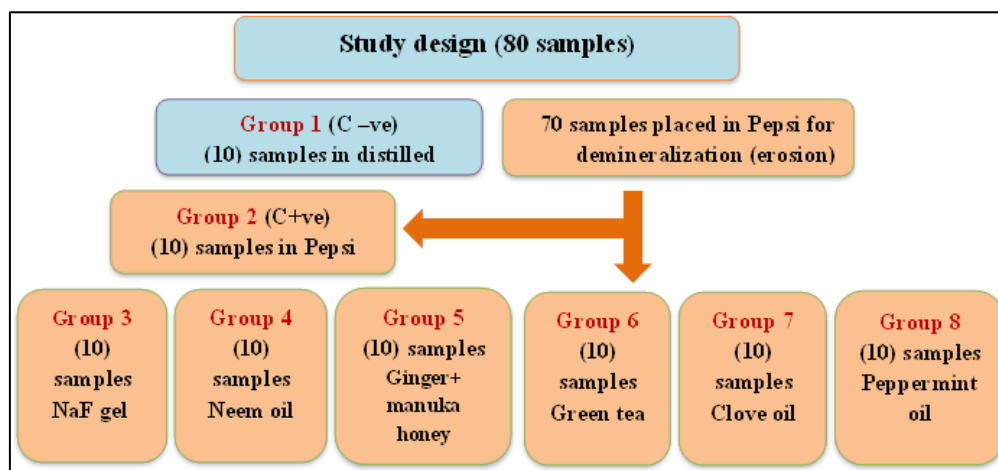 Study design (80 samples)
Group 1 (C –ve)
(10) samples in distilled
70 samples placed in Pepsi for
demineralization (erosion)
Group 2 (C+ve)
(10) samples in Pepsi
Group 3
(10)
samples
NaF gel
Group 4
(10)
samples
Neem oil
Group 5
(10) samples
Ginger+
manuka
honey
Group 6
(10)
samples
Green tea
Group 7
(10)
samples
Clove oil
Group 8
(10) samples
Peppermint
oil